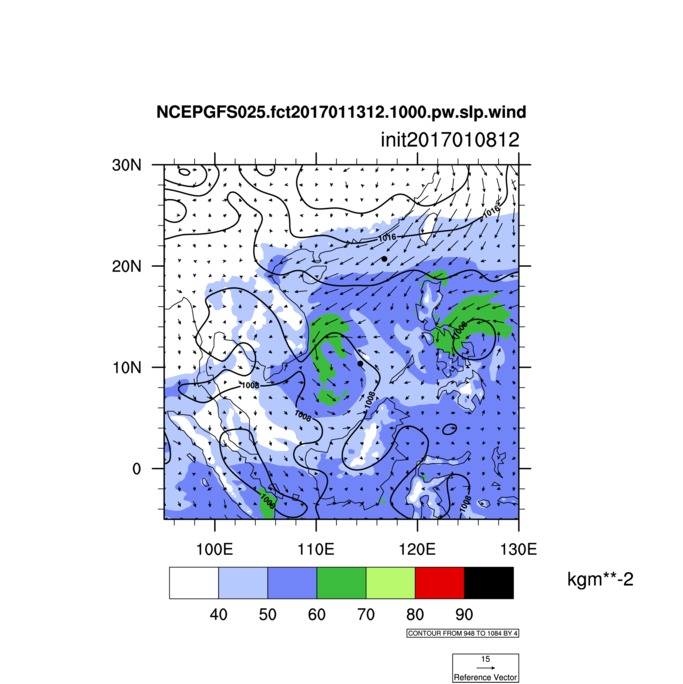 NCEPGFS025.fct2017011312.1000.pw.slp.wind
init2017010812
30N
20N
10N
0
1016
1016
1008
1008
1008
1008
1008
1008
100E 110E 120E 130E
kgm**-2
40 50 60 70 80 90
CONTOUR FROM 948 TO 1084 BY 4
15
Reference Vector